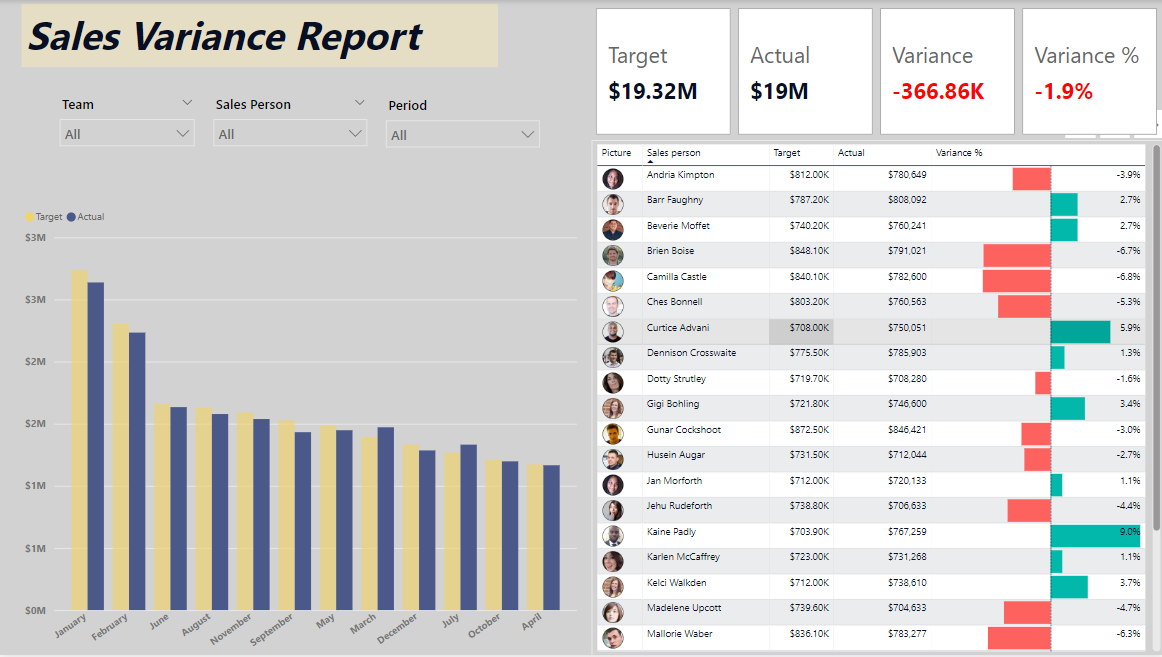 Sales Variance Report
Team
Sales Person
Period
All
All
All
Target
$19.32M
Actual
$19M
Variance
-366.86K
Variance %
-1.9%
Target Actual
$3M
$3M
$2M
$2M
$1M
$1M
$0M
January
February
June
August
November
September
May
March
December
July
October
April
Picture Sales person Target Actual Variance %
Andria Kimpton $812.00K $780,649 -3.9%
Barr Faughny $787.20K $808,092 2.7%
Beverie Moffet $740.20K $760,241 2.7%
Brien Boise $848.10K $791,021 -6.7%
Camilla Castle $840.10K $782,600 -6.8%
Ches Bonnell $803.20K $760,563 -5.3%
Curtice Advani $708.00K $750,051 5.9%
Dennison Crosswaite $775.50K $785,903 1.3%
Dotty Strutley $719.70K $708,280 -1.6%
Gigi Bohling $721.80K $746,600 3.4%
Gunar Cockshoot $872.50K $846,421 -3.0%
Husein Augar $731.50K $712,044 -2.7%
Jan Morforth $712.00K $720,133 1.1%
Jehu Rudeforth $738.80K $706,633 -4.4%
Kaine Padly $703.90K $767,259 9.0%
Karlen McCaffrey $723.00K $731,268 1.1%
Kelci Walkden $712.00K $738,610 3.7%
Madelene Upcott $739.60K $704,633 -4.7%
Mallorie Waber $836.10K $783,277 -6.3%